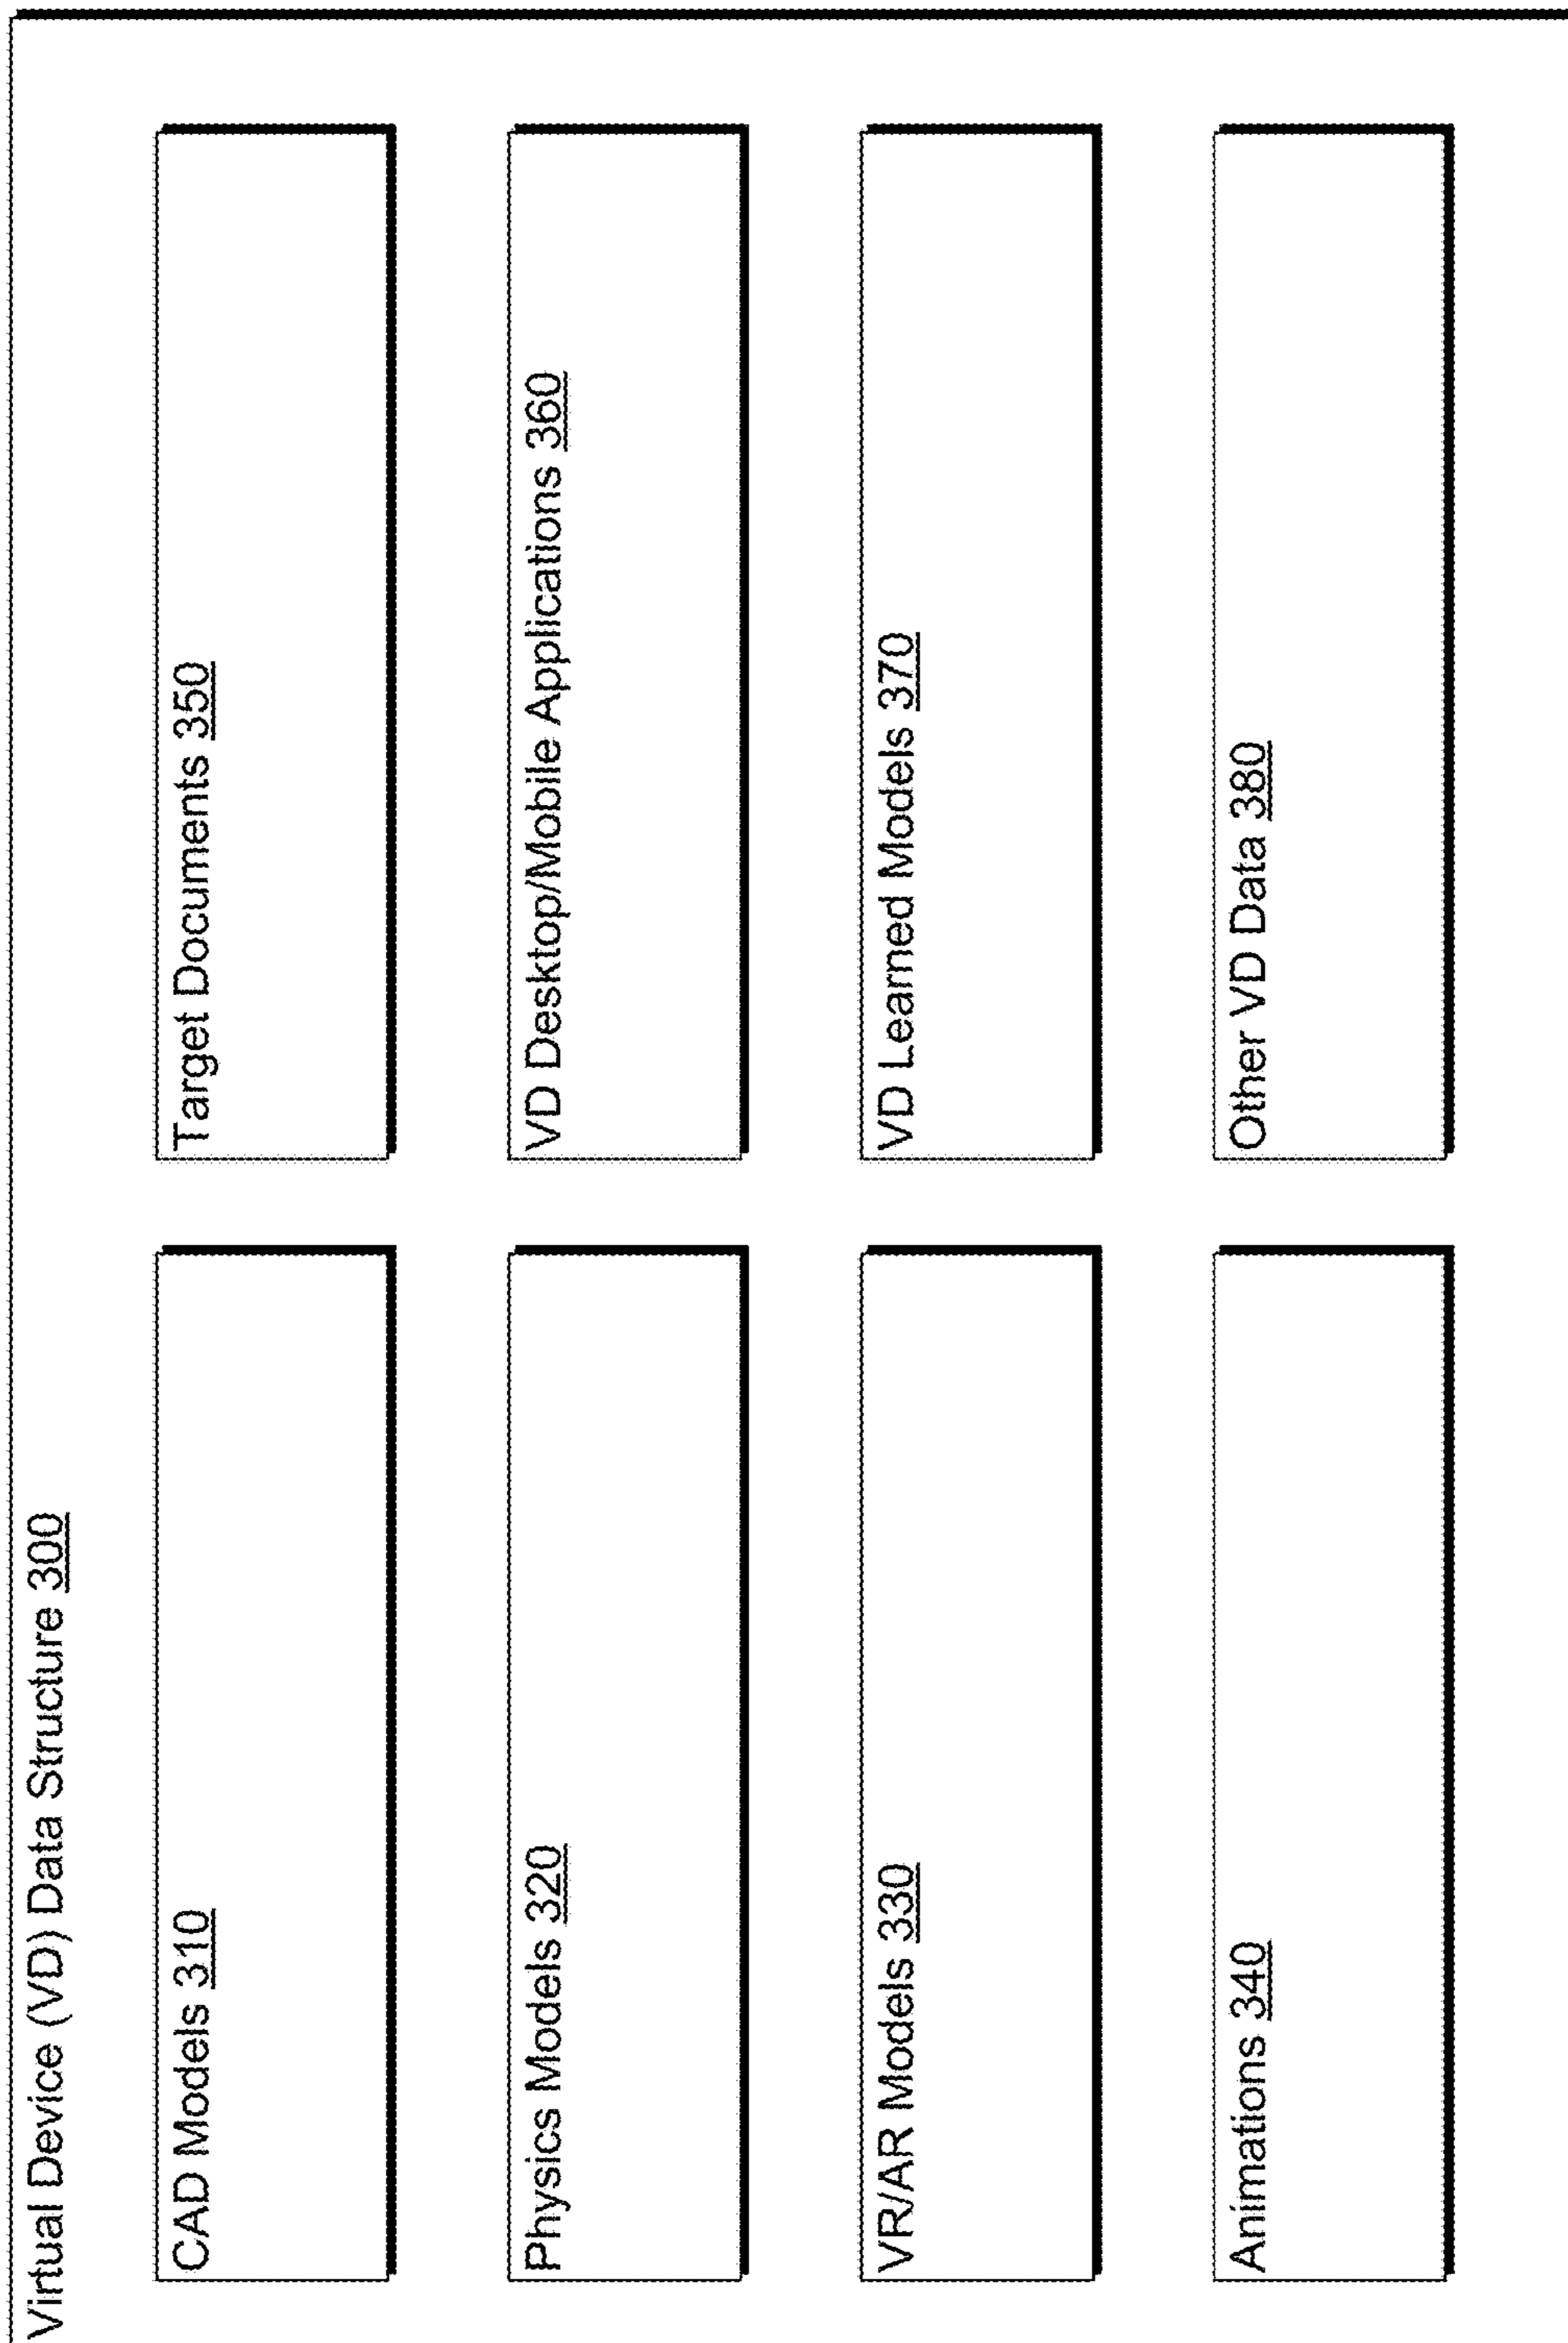 Virtual Device (VD) Data Structure 300
CAD Models 310
Physics Models 320
VR/AR Models 330
Animations 340
Target Documents 350
VD Desktop/Mobile Applications 360
VD Learned Models 370
Other VD Data 380